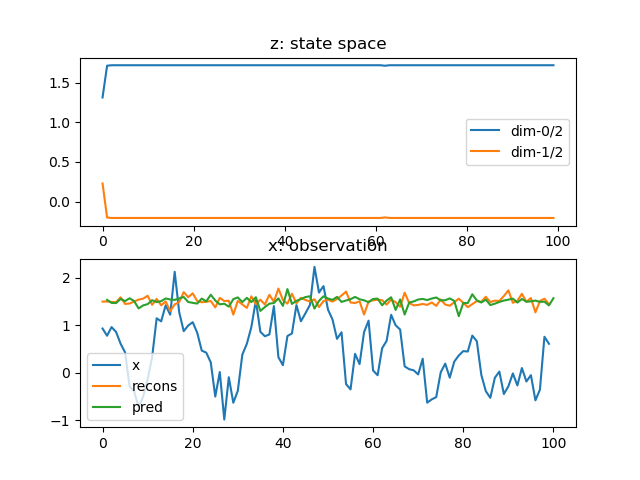 z: state space
1.5
1.0
0.5
0.0
dim-0/2
dim-1/2
0 20 40 60 80 100
x: observation
2
1
0
−1
x
recons
pred
0 20 40 60 80 100